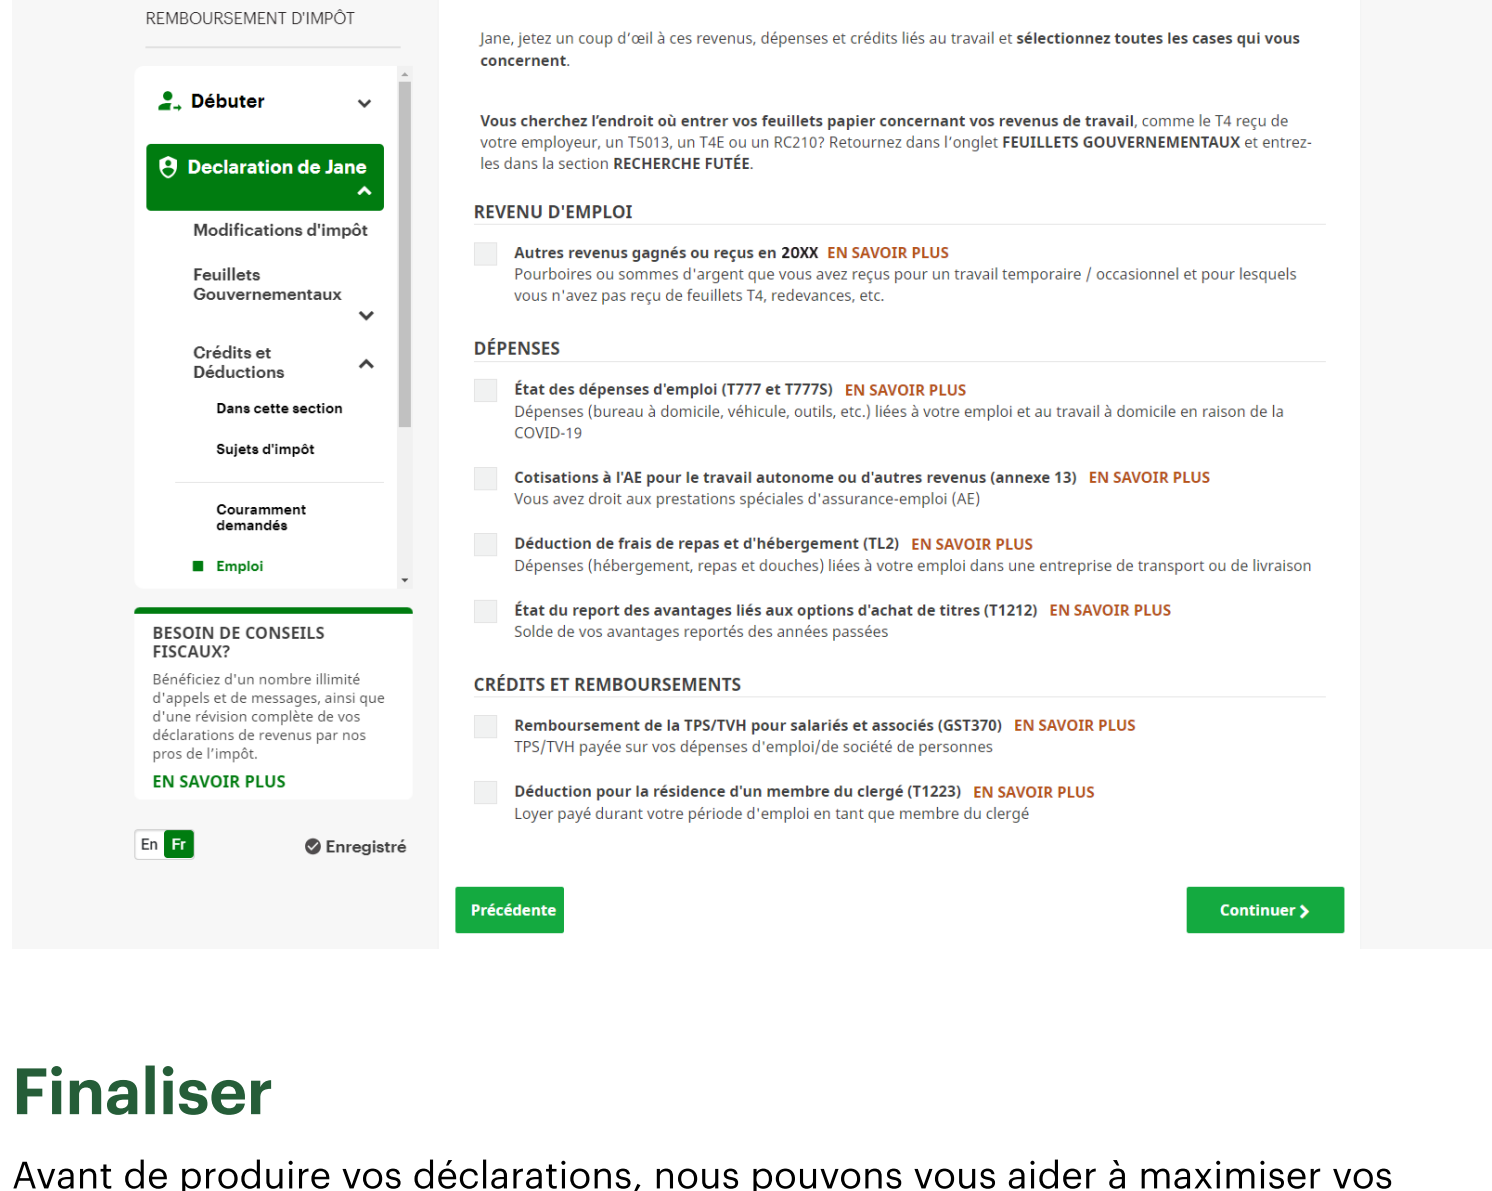 REMBOURSEMENT D'IMPÔT
Débuter
Declaration de Jane
Modifications d'impôt
Feuillets
Gouvernementaux
Crédits et
Déductions
Dans cette section
Sujets d'impôt
Couramment
demandés
Emploi
BESOIN DE CONSEILS
FISCAUX?
Bénéficiez d'un nombre illimité
d'appels et de messages, ainsi que
d'une révision complète de vos
déclarations de revenus par nos
pros de l’impôt.
EN SAVOIR PLUS
En Fr
Enregistré
Jane, jetez un coup d’œil à ces revenus, dépenses et crédits liés au travail et sélectionnez toutes les cases qui vous
concernent.
Vous cherchez l’endroit où entrer vos feuillets papier concernant vos revenus de travail, comme le T4 reçu de
votre employeur, un T5013, un T4E ou un RC210? Retournez dans l’onglet FEUILLETS GOUVERNEMENTAUX et entrez-
les dans la section RECHERCHE FUTÉE.
REVENU D'EMPLOI
Autres revenus gagnés ou reçus en 20XX EN SAVOIR PLUS
Pourboires ou sommes d'argent que vous avez reçus pour un travail temporaire / occasionnel et pour lesquels
vous n'avez pas reçu de feuillets T4, redevances, etc.
DÉPENSES
État des dépenses d'emploi (T777 et T777S) EN SAVOIR PLUS
Dépenses (bureau à domicile, véhicule, outils, etc.) liées à votre emploi et au travail à domicile en raison de la
COVID-19
Cotisations à l'AE pour le travail autonome ou d'autres revenus (annexe 13) EN SAVOIR PLUS
Vous avez droit aux prestations spéciales d'assurance-emploi (AE)
Déduction de frais de repas et d'hébergement (TL2) EN SAVOIR PLUS
Dépenses (hébergement, repas et douches) liées à votre emploi dans une entreprise de transport ou de livraison
État du report des avantages liés aux options d'achat de titres (T1212) EN SAVOIR PLUS
Solde de vos avantages reportés des années passées
CRÉDITS ET REMBOURSEMENTS
Remboursement de la TPS/TVH pour salariés et associés (GST370) EN SAVOIR PLUS
TPS/TVH payée sur vos dépenses d'emploi/de société de personnes
Déduction pour la résidence d'un membre du clergé (T1223) EN SAVOIR PLUS
Loyer payé durant votre période d'emploi en tant que membre du clergé
Précédente
Continuer
Finaliser
Avant de produire vos déclarations, nous pouvons vous aider à maximiser vos